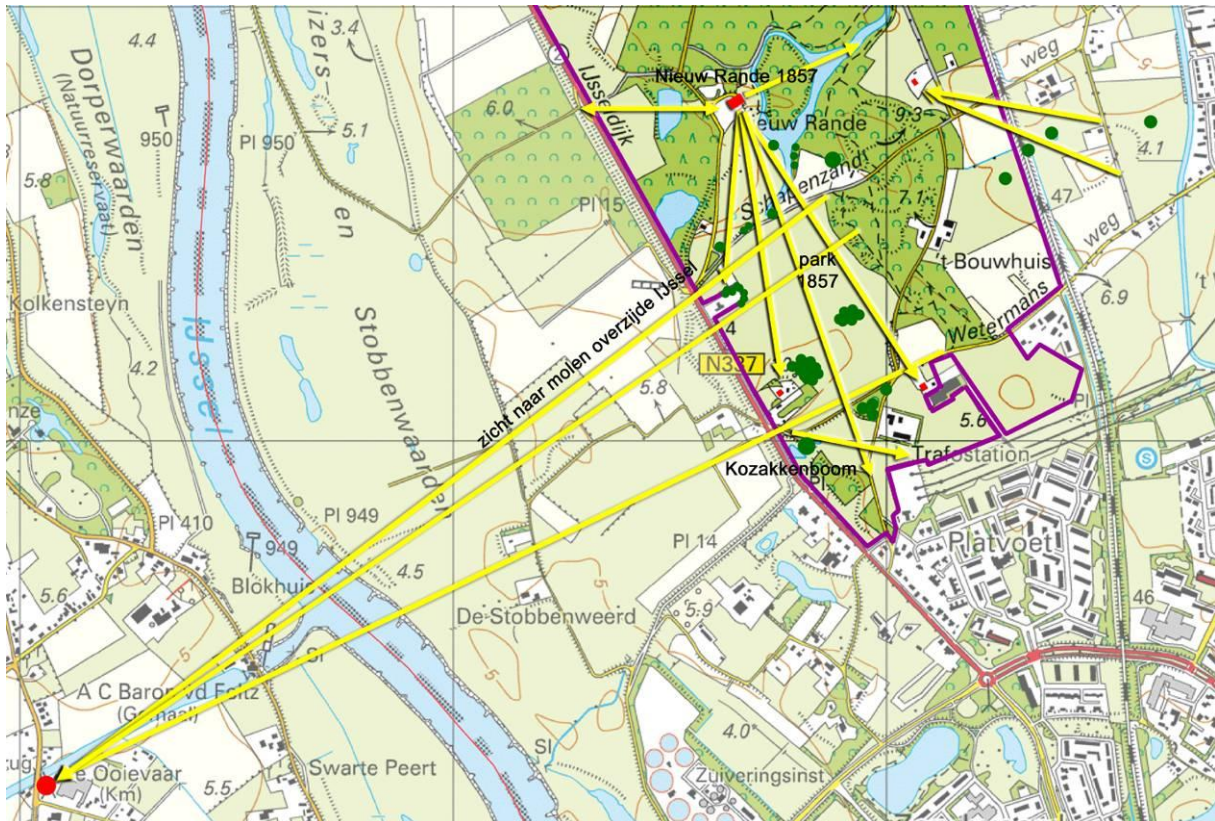 4.4
Dorperwaarden
(Natuurreservaat)
950
5.8
Kolkensteyn
4.2
IJssel
Pl 950
3.4
5.1
6.0
Stobbenwaarden
IJsseldijk
Nieuw Rande 1857
euw Rande
Pl 15
Schapenzand
9.3
weg
4.1
47
7.1
't Bouwhuis
weg
6.9
Wetermans
park
1857
N337
5.8
zicht naar molen overzijde IJssel
5.6
Trafostation
Kozakkenboom
Pl.
S
Pl 949
949
Pl 410
Blokhuis
4.5
5.6
5
Pl 14
De Stobbenweerd
5.9
Platvoet
46
A C Baron vd Feltz
(Gemaal)
Sl
Sl
4.0*
Zuiveringsinst
e Ooievaar
(Km)
5.5
Swarte Peert